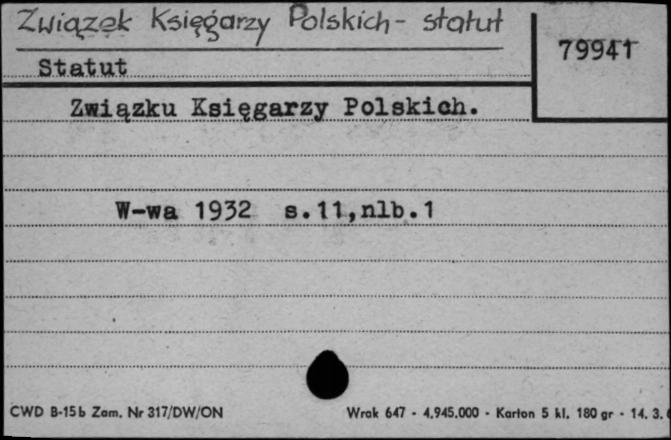 Związek Księgarzy Polskich - statut
79941
Statut
Związku Księgarzy Polskich.
W-wa 1932 s.11,nlb.1
CWD B-15b Zam. Nr 317/DW/ON
Wrak 647 - 4.945.000 - Karton 5 kl. 180 gr - 14. 3.